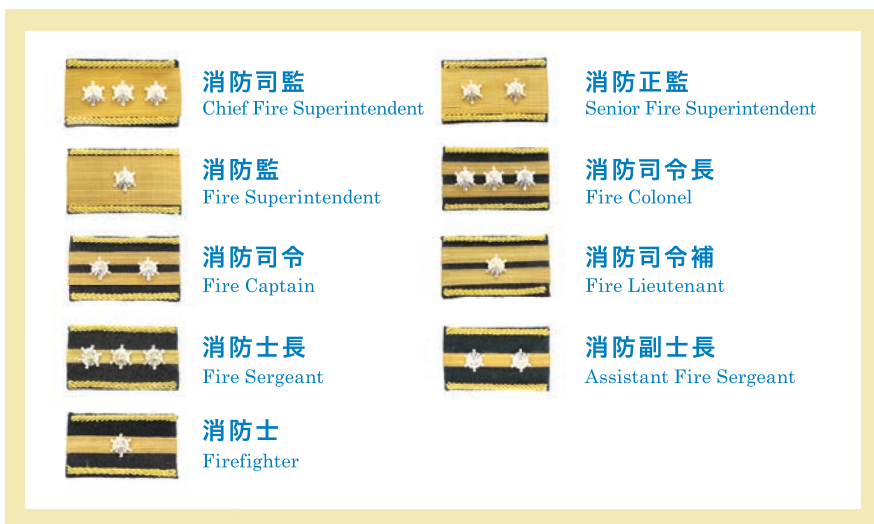 消防司監
Chief Fire Superintendent
消防正監
Senior Fire Superintendent
消防監
Fire Superintendent
消防司令長
Fire Colonel
消防司令
Fire Captain
消防司令補
Fire Lieutenant
消防士長
Fire Sergeant
消防副士長
Assistant Fire Sergeant
消防士
Firefighter